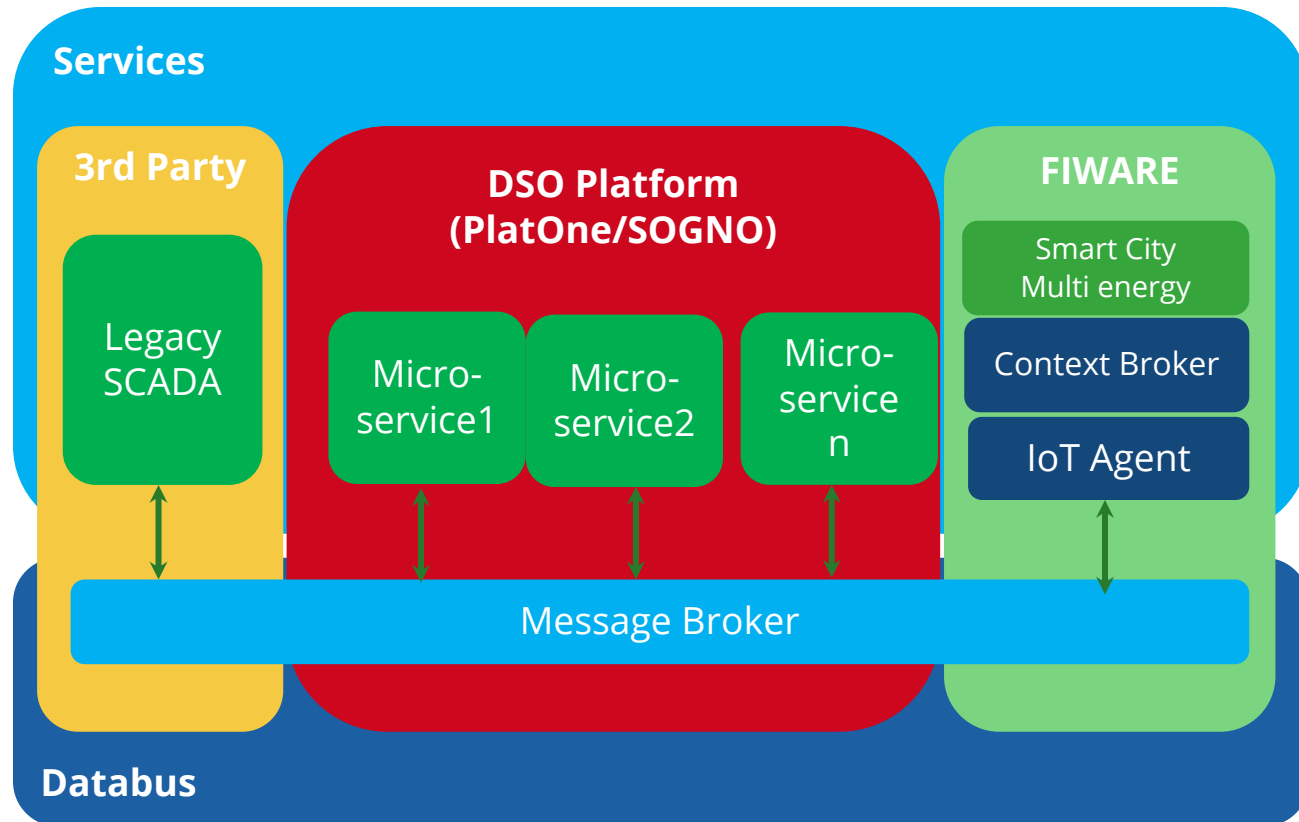 Services
3rd Party
DSO Platform
(PlatOne/SOGNO)
FIWARE
Legacy
SCADA
Micro-
service1
Micro-
service2
Micro-
service
n
Smart City
Multi energy
Context Broker
IoT Agent
Message Broker
Databus